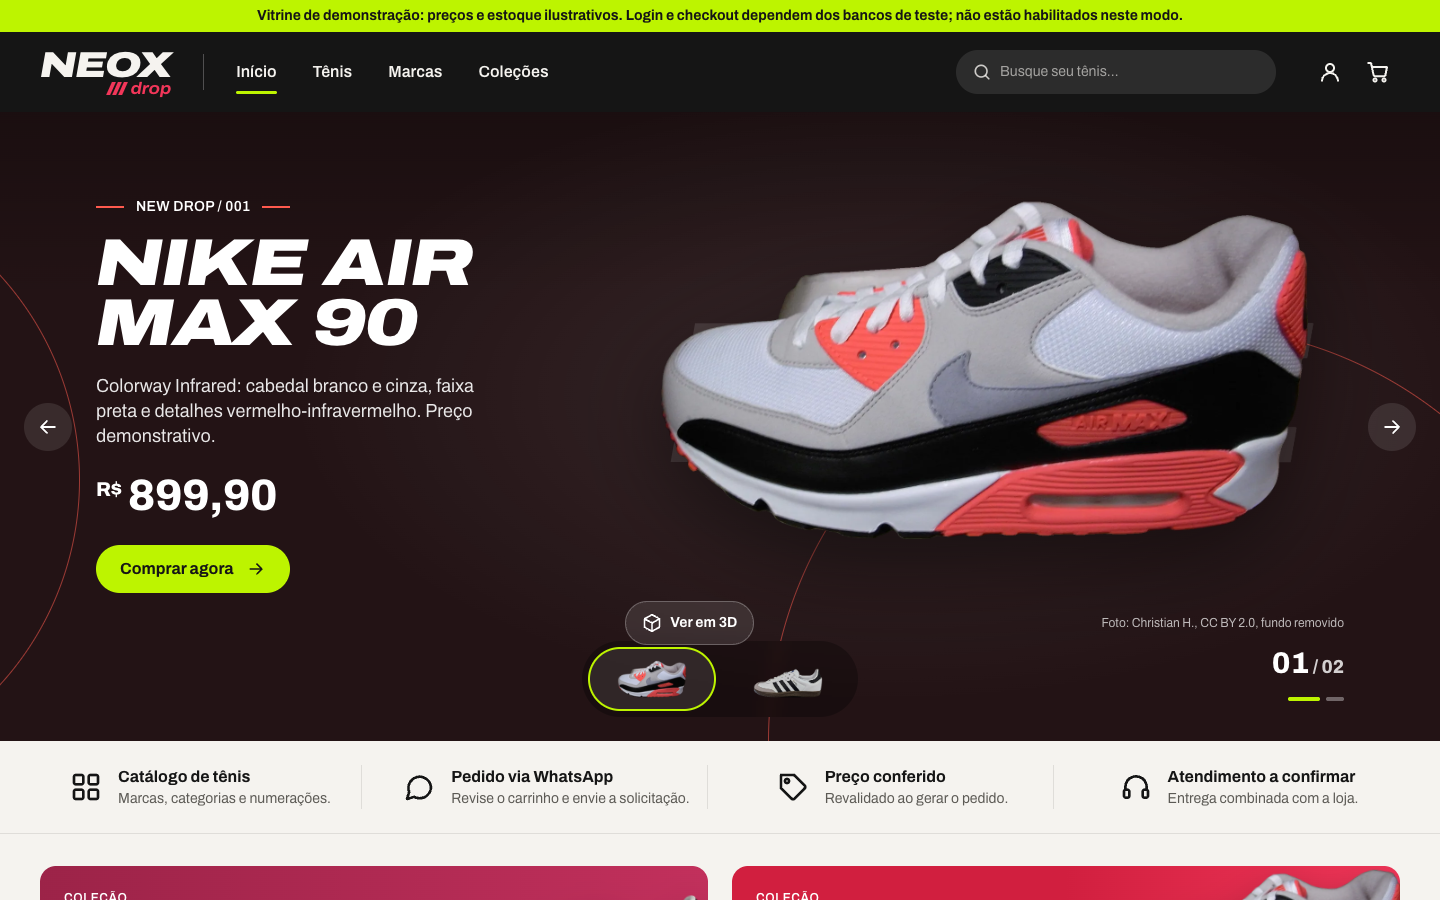 Vitrine de demonstração: preços e estoque ilustrativos. Login e checkout dependem dos bancos de teste; não estão habilitados neste modo.
NEOX
drop
Início
Tênis
Marcas
Coleções
Busque seu tênis...
NEW DROP / 001
NIKE AIR
MAX 90
Colorway Infrared: cabedal branco e cinza, faixa
preta e detalhes vermelho-infravermelho. Preço
demonstrativo.
R$ 899,90
Comprar agora
AIR MAX
Ver em 3D
Foto: Christian H., CC BY 2.0, fundo removido
01 / 02
Catálogo de tênis
Marcas, categorias e numerações.
Pedido via WhatsApp
Revise o carrinho e envie a solicitação.
Preço conferido
Revalidado ao gerar o pedido.
Atendimento a confirmar
Entrega combinada com a loja.
COLEÇÃO
COLEÇÃO